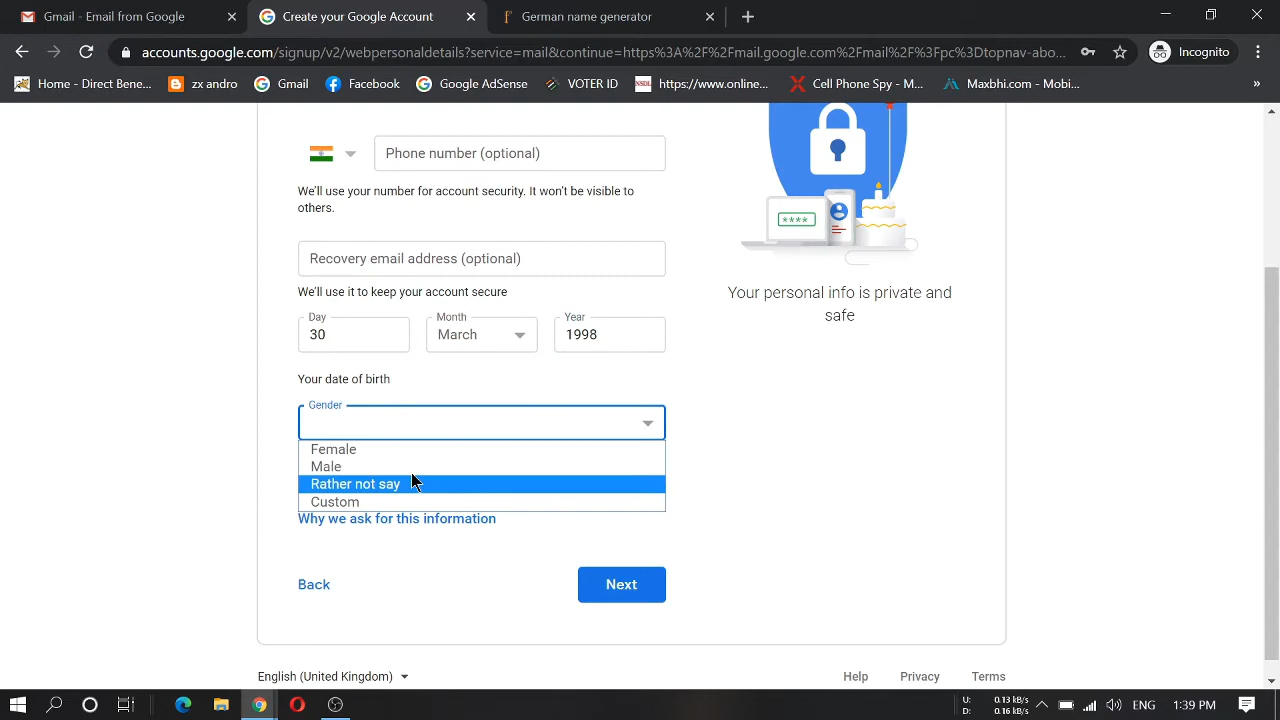 Gmail - Email from Google
Create your Google Account
German name generator
accounts.google.com/signup/v2/webpersonaldetails?service=mail&continue=https%3A%2F%2Fmail.google.com%2Fmail%2F%3Fpc%3Dtopnav-abo...
Incognito
Home - Direct Bene...
zx andro
Gmail
Facebook
Google AdSense
VOTER ID
NSDL
https://www.online...
Cell Phone Spy - M...
Maxbhi.com - Mobi...
»
Phone number (optional)
We'll use your number for account security. It won't be visible to
others.
Recovery email address (optional)
We'll use it to keep your account secure
Day
Month
Year
30
March
1998
Your date of birth
Gender
Female
Male
Rather not say
Custom
Why we ask for this information
Back
Next
****
Your personal info is private and
safe
English (United Kingdom)
Help
Privacy
Terms
U: 0.13 kB/s
D: 0.16 kB/s
ENG
1:39 PM